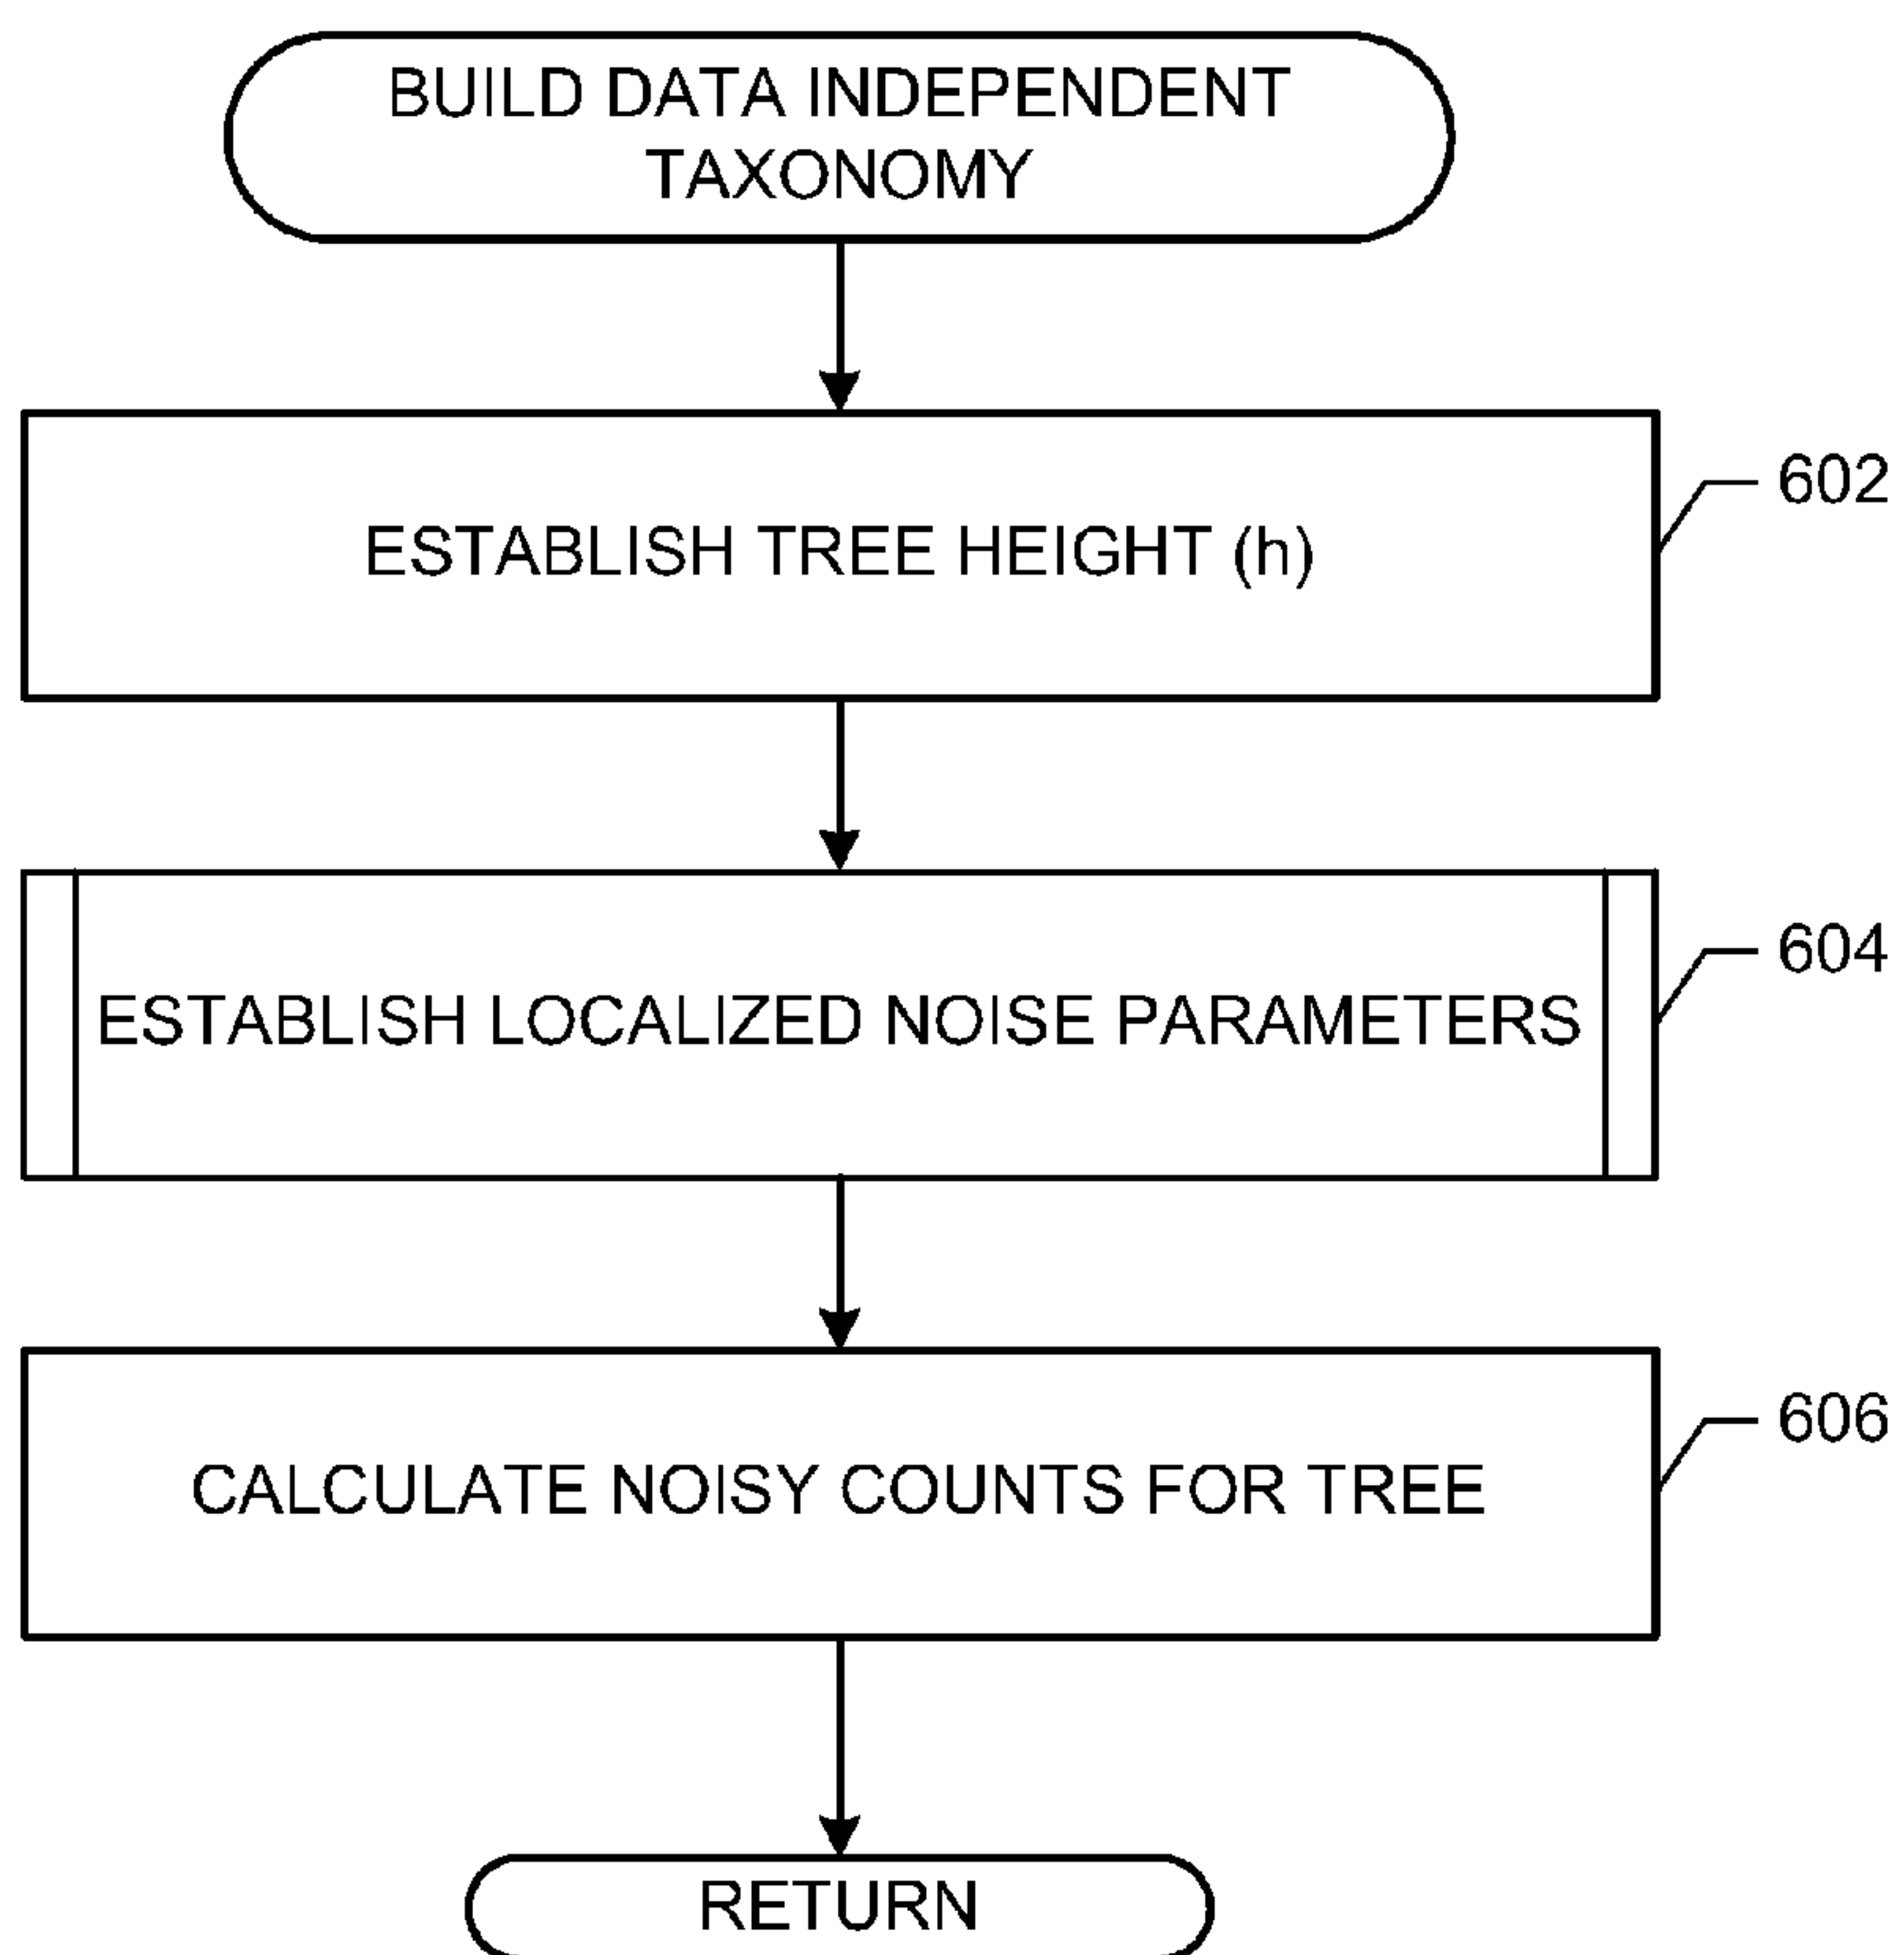 BUILD DATA INDEPENDENT
TAXONOMY
602
ESTABLISH TREE HEIGHT (h)
604
ESTABLISH LOCALIZED NOISE PARAMETERS
606
CALCULATE NOISY COUNTS FOR TREE
RETURN